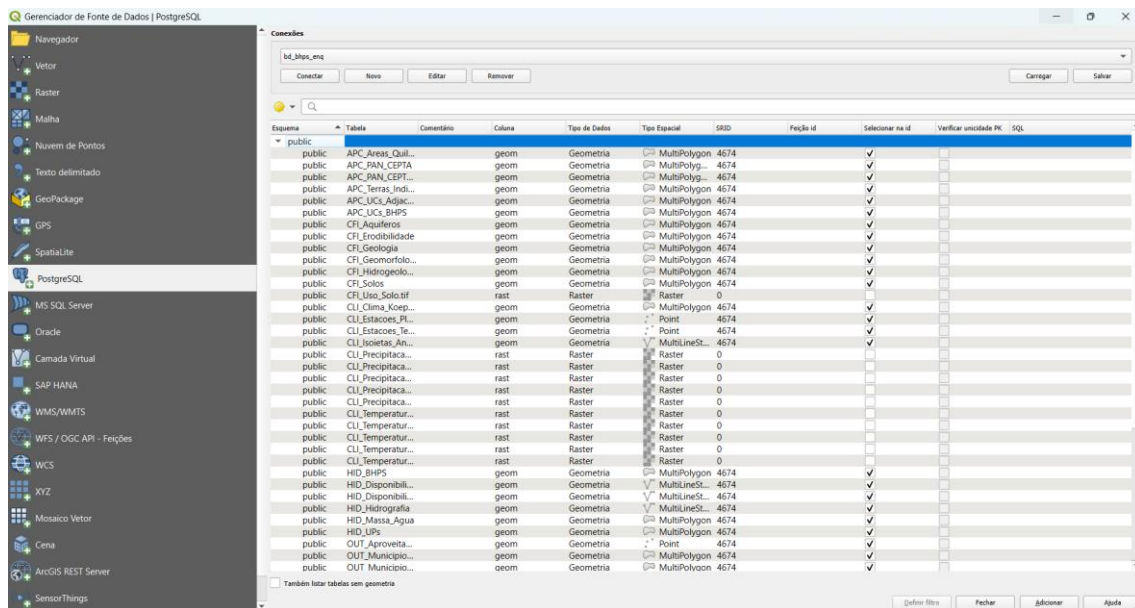 Gerenciador de Fonte de Dados | PostgreSQL
Navegador
Vetor
Raster
Malha
Nuvem de Pontos
Texto delimitado
GeoPackage
GPS
SpatiaLite
PostgreSQL
MS SQL Server
Oracle
Camada Virtual
SAP HANA
WMS/WMTS
WFS / OGC API - Feições
WCS
XYZ
Mosaico Vetor
Cena
ArcGIS REST Server
SensorThings
Conexões
bd_bhps_enq
Conectar Novo Editar Remover Carregar Salvar
Esquema Tabela Comentário Coluna Tipo de Dados Tipo Espacial SRID Feição id Selecionar na id Verificar unicidade PK SQL
public
public APC_Areas_Quil... geom Geometria MultiPolygon 4674
public APC_PAN_CEPTA geom Geometria MultiPolyg... 4674
public APC_PAN_CEPT... geom Geometria MultiPolyg... 4674
public APC_Terras_Indi... geom Geometria MultiPolygon 4674
public APC_UCs_Adjac... geom Geometria MultiPolygon 4674
public APC_UCs_BHPS geom Geometria MultiPolygon 4674
public CFI_Aquiferos geom Geometria MultiPolygon 4674
public CFI_Erodibilidade geom Geometria MultiPolygon 4674
public CFI_Geologia geom Geometria MultiPolygon 4674
public CFI_Geomorfolo... geom Geometria MultiPolygon 4674
public CFI_Hidrogeolo... geom Geometria MultiPolygon 4674
public CFI_Solos geom Geometria MultiPolygon 4674
public CFI_Uso_Solo.tif rast Raster Raster 0
public CLI_Clima_Koep... geom Geometria MultiPolygon 4674
public CLI_Estacoes_Pl... geom Geometria Point 4674
public CLI_Estacoes_Te... geom Geometria Point 4674
public CLI_Isoietas_An... geom Geometria MultiLineSt... 4674
public CLI_Precipitaca... rast Raster Raster 0
public CLI_Precipitaca... rast Raster Raster 0
public CLI_Precipitaca... rast Raster Raster 0
public CLI_Precipitaca... rast Raster Raster 0
public CLI_Precipitaca... rast Raster Raster 0
public CLI_Temperatur... rast Raster Raster 0
public CLI_Temperatur... rast Raster Raster 0
public CLI_Temperatur... rast Raster Raster 0
public CLI_Temperatur... rast Raster Raster 0
public CLI_Temperatur... rast Raster Raster 0
public HID_BHPS geom Geometria MultiPolygon 4674
public HID_Disponibili... geom Geometria MultiLineSt... 4674
public HID_Disponibili... geom Geometria MultiLineSt... 4674
public HID_Hidrografia geom Geometria MultiLineSt... 4674
public HID_Massa_Agua geom Geometria MultiPolygon 4674
public HID_UPs geom Geometria MultiPolygon 4674
public OUT_Aproveita... geom Geometria Point 4674
public OUT_Municipio... geom Geometria MultiPolygon 4674
public OUT_Municipio... geom Geometria MultiPolygon 4674
Também listar tabelas sem geometria
Definir filtro Fechar Adicionar Ajuda